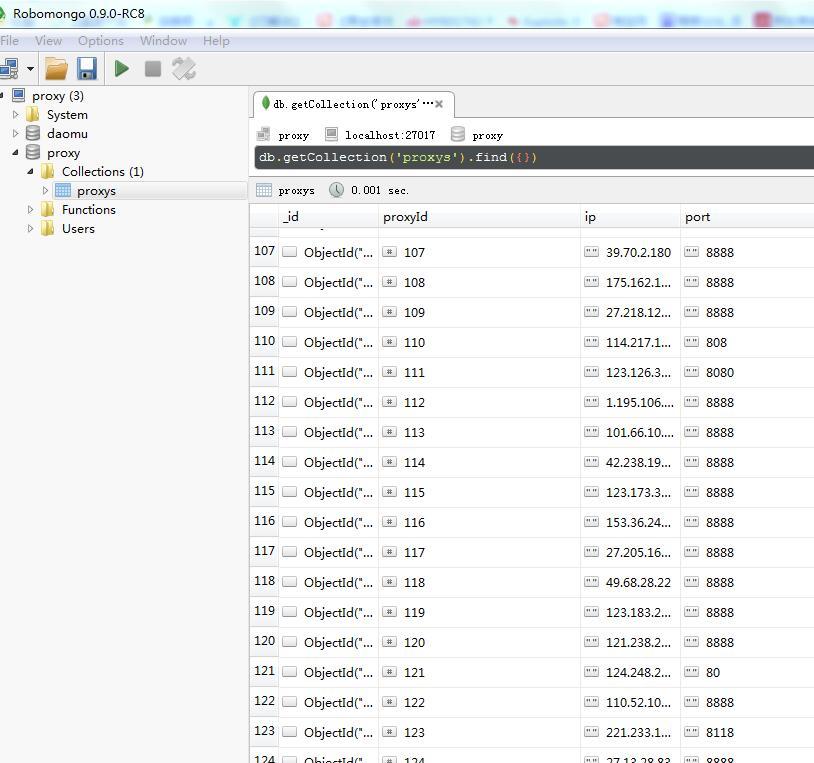 Robomongo 0.9.0-RC8
File View Options Window Help
proxy (3)
System
daomu
proxy
Collections (1)
proxys
Functions
Users
db.getCollection('proxys'···
proxy localhost:27017 proxy
db.getCollection('proxys').find({})
proxys 0.001 sec.
_id proxyId ip port
107 ObjectId("... # 107 "" 39.70.2.180 "" 8888
108 ObjectId("... # 108 "" 175.162.1... "" 8888
109 ObjectId("... # 109 "" 27.218.12... "" 8888
110 ObjectId("... # 110 "" 114.217.1... "" 808
111 ObjectId("... # 111 "" 123.126.3... "" 8080
112 ObjectId("... # 112 "" 1.195.106.... "" 8888
113 ObjectId("... # 113 "" 101.66.10.... "" 8888
114 ObjectId("... # 114 "" 42.238.19... "" 8888
115 ObjectId("... # 115 "" 123.173.3... "" 8888
116 ObjectId("... # 116 "" 153.36.24... "" 8888
117 ObjectId("... # 117 "" 27.205.16... "" 8888
118 ObjectId("... # 118 "" 49.68.28.22 "" 8888
119 ObjectId("... # 119 "" 123.183.2... "" 8888
120 ObjectId("... # 120 "" 121.238.2... "" 8888
121 ObjectId("... # 121 "" 124.248.2... "" 80
122 ObjectId("... # 122 "" 110.52.10... "" 8888
123 ObjectId("... # 123 "" 221.233.1... "" 8118
124 ObjectId("... # 124 "" 27.13.28.83 "" 8888